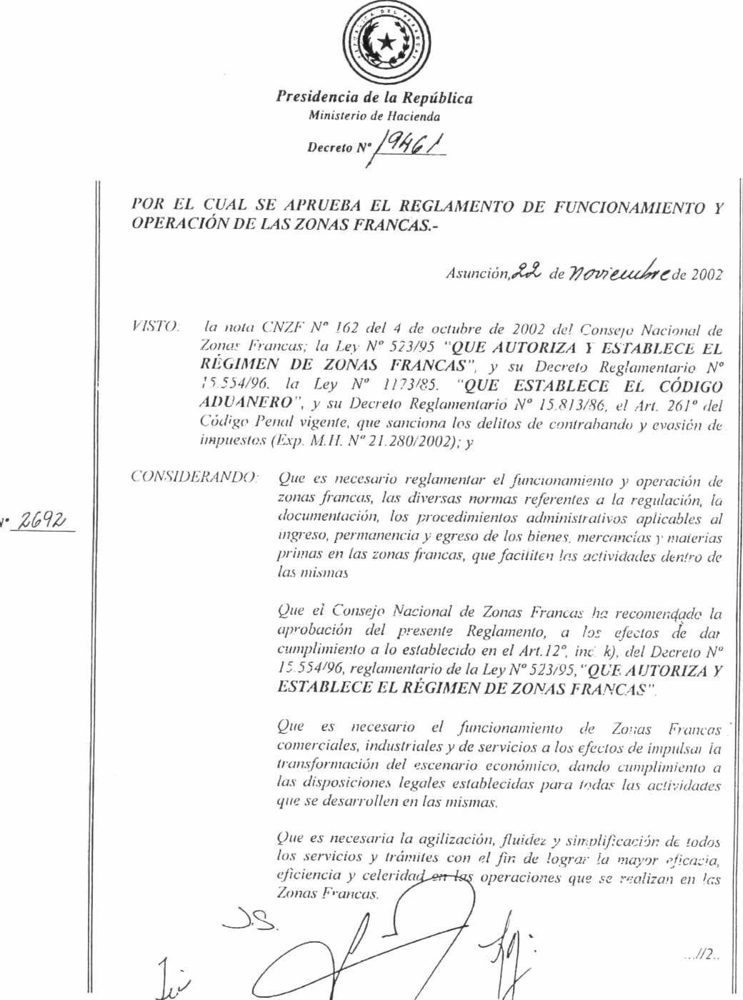 REPÚBLICA DEL PARAGUAY
Presidencia de la República
Ministerio de Hacienda
Decreto Nº 19461
POR EL CUAL SE APRUEBA EL REGLAMENTO DE FUNCIONAMIENTO Y
OPERACIÓN DE LAS ZONAS FRANCAS.-
Asunción, 22 de Noviembre de 2002
VISTO: la nota CNZF Nº 162 del 4 de octubre de 2002 del Consejo Nacional de
Zonas Francas; la Ley Nº 523/95 "QUE AUTORIZA Y ESTABLECE EL
RÉGIMEN DE ZONAS FRANCAS", y su Decreto Reglamentario Nº
15.554/96, la Ley Nº 1173/85. "QUE ESTABLECE EL CÓDIGO
ADUANERO", y su Decreto Reglamentario Nº 15.813/86, el Art. 261º del
Código Penal vigente, que sanciona los delitos de contrabando y evasión de
impuestos (Exp. M.H. Nº 21.280/2002); y
CONSIDERANDO: Que es necesario reglamentar el funcionamiento y operación de
zonas francas, las diversas normas referentes a la regulación, la
documentación, los procedimientos administrativos aplicables al
ingreso, permanencia y egreso de los bienes, mercancías y materias
primas en las zonas francas, que faciliten las actividades dentro de
las mismas
Nº 2692
Que el Consejo Nacional de Zonas Francas ha recomendado la
aprobación del presente Reglamento, a los efectos de dar
cumplimiento a lo establecido en el Art.12º, inc. k), del Decreto Nº
15.554/96, reglamentario de la Ley Nº 523/95, "QUE AUTORIZA Y
ESTABLECE EL RÉGIMEN DE ZONAS FRANCAS".
Que es necesario el funcionamiento de Zonas Francas
comerciales, industriales y de servicios a los efectos de impulsar la
transformación del escenario económico, dando cumplimiento a
las disposiciones legales establecidas para todas las actividades
que se desarrollen en las mismas.
Que es necesaria la agilización, fluidez y simplificación de todos
los servicios y trámites con el fin de lograr la mayor eficacia,
eficiencia y celeridad en las operaciones que se realizan en las
Zonas Francas.
J.S.
...//2..